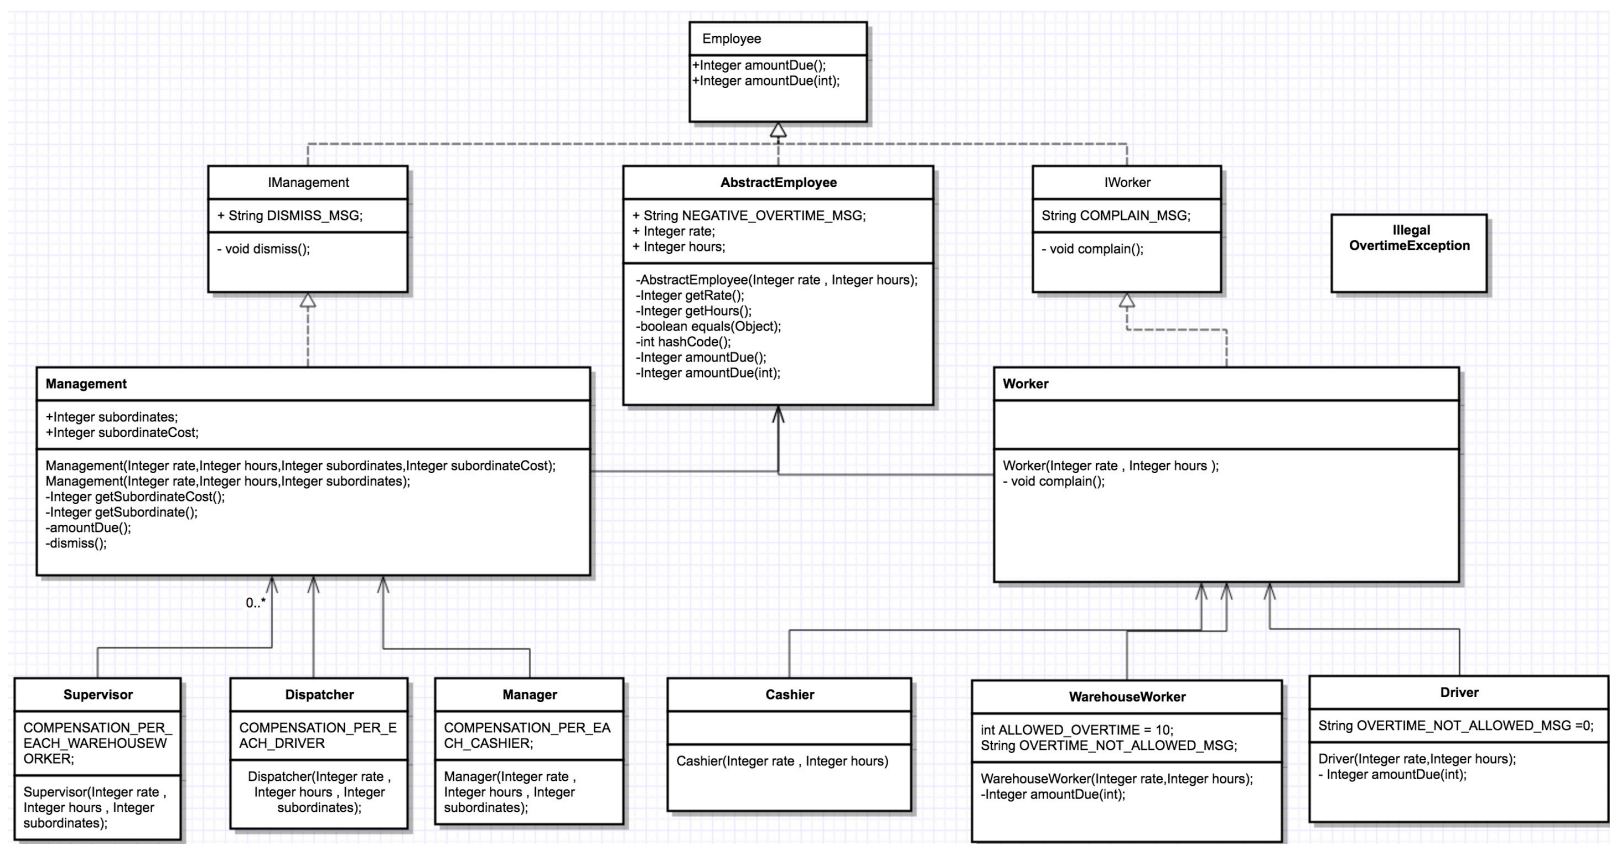 Employee
+Integer amountDue();
+Integer amountDue(int);
IManagement
+ String DISMISS_MSG;
- void dismiss();
AbstractEmployee
+ String NEGATIVE_OVERTIME_MSG;
+ Integer rate;
+ Integer hours;
-AbstractEmployee(Integer rate , Integer hours);
-Integer getRate();
-Integer getHours();
-boolean equals(Object);
-int hashCode();
-Integer amountDue();
-Integer amountDue(int);
IWorker
String COMPLAIN_MSG;
- void complain();
Illegal
OvertimeException
Management
+Integer subordinates;
+Integer subordinateCost;
Management(Integer rate,Integer hours,Integer subordinates,Integer subordinateCost);
Management(Integer rate,Integer hours,Integer subordinates);
-Integer getSubordinateCost();
-Integer getSubordinate();
-amountDue();
-dismiss();
Worker
Worker(Integer rate , Integer hours );
- void complain();
0..*
Supervisor
COMPENSATION_PER_
EACH_WAREHOUSEW
ORKER;
Supervisor(Integer rate ,
Integer hours , Integer
subordinates);
Dispatcher
COMPENSATION_PER_E
ACH_DRIVER
Dispatcher(Integer rate ,
Integer hours , Integer
subordinates);
Manager
COMPENSATION_PER_EA
CH_CASHIER;
Manager(Integer rate ,
Integer hours , Integer
subordinates);
Cashier
Cashier(Integer rate , Integer hours)
WarehouseWorker
int ALLOWED_OVERTIME = 10;
String OVERTIME_NOT_ALLOWED_MSG;
WarehouseWorker(Integer rate,Integer hours);
-Integer amountDue(int);
Driver
String OVERTIME_NOT_ALLOWED_MSG =0;
Driver(Integer rate,Integer hours);
- Integer amountDue(int);